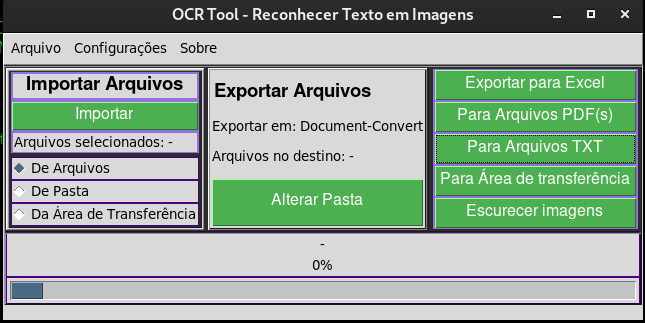 OCR Tool - Reconhecer Texto em Imagens
Arquivo Configurações Sobre
Importar Arquivos
Importar
Arquivos selecionados: -
De Arquivos
De Pasta
Da Área de Transferência
Exportar Arquivos
Exportar em: Document-Convert
Arquivos no destino: -
Alterar Pasta
Exportar para Excel
Para Arquivos PDF(s)
Para Arquivos TXT
Para Área de transferência
Escurecer imagens
-
0%